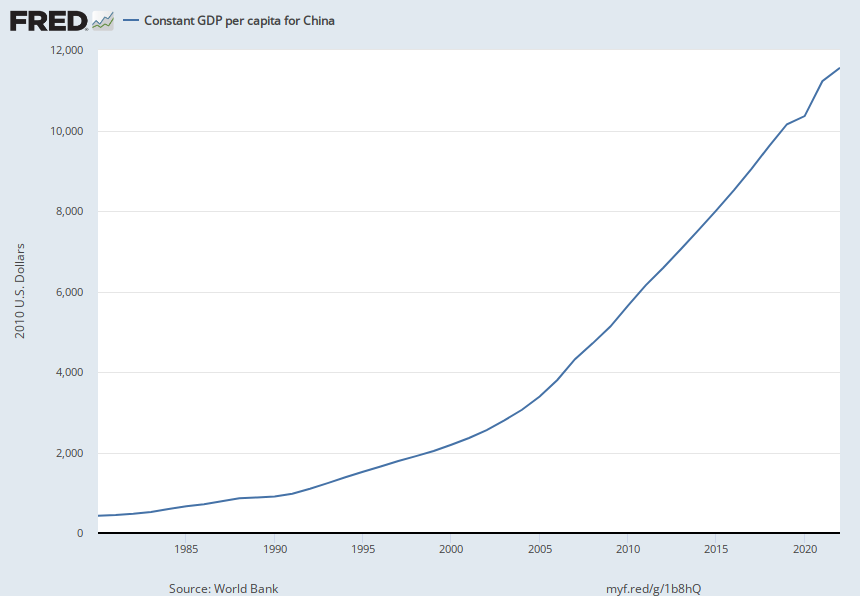 FRED
Constant GDP per capita for China
12,000
10,000
8,000
6,000
4,000
2,000
0
2010 U.S. Dollars
1985 1990 1995 2000 2005 2010 2015 2020
Source: World Bank myf.red/g/1b8hQ